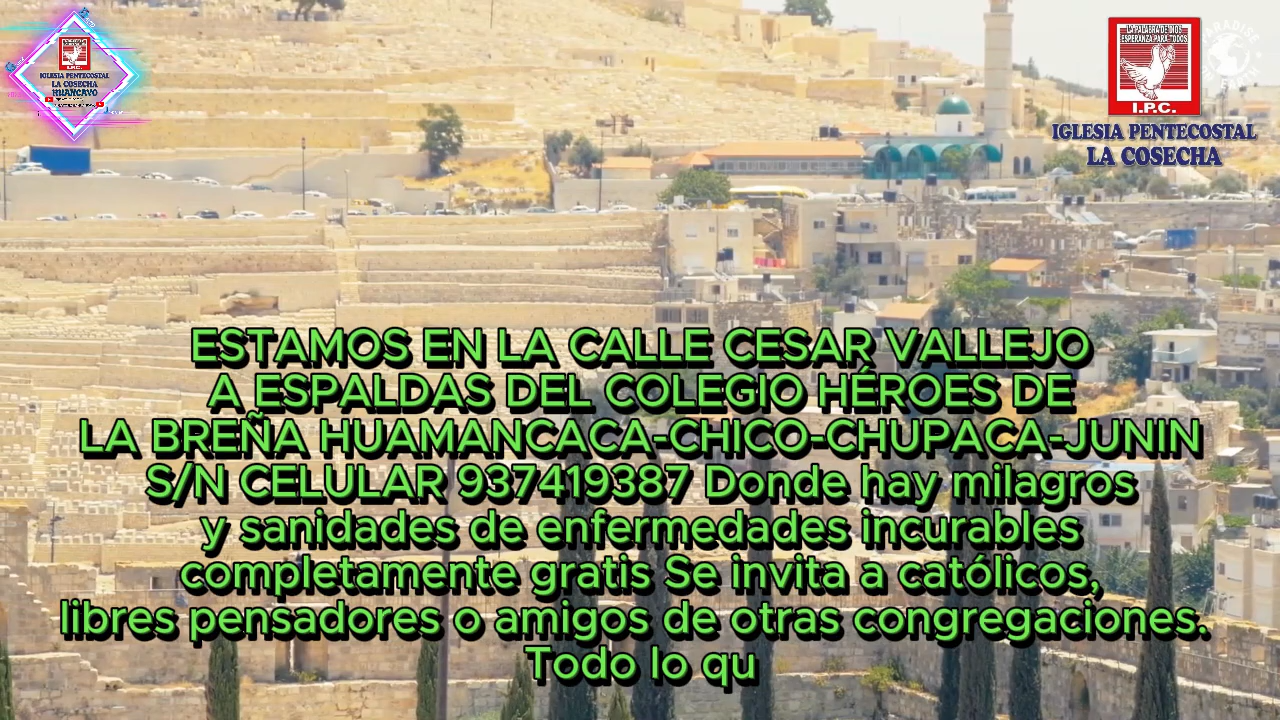 IGLESIA PENTECOSTAL
LA COSECHA
HUANCAYO
LA PALABRA DE DIOS
ESPERANZA PARA TODOS
I.P.C.
IGLESIA PENTECOSTAL
LA COSECHA
ESTAMOS EN LA CALLE CESAR VALLEJO
A ESPALDAS DEL COLEGIO HÉROES DE
LA BREÑA HUAMANCACA-CHICO-CHUPACA-JUNIN
S/N CELULAR 937419387 Donde hay milagros
y sanidades de enfermedades incurables
completamente gratis Se invita a católicos,
libres pensadores o amigos de otras congregaciones.
Todo lo qu